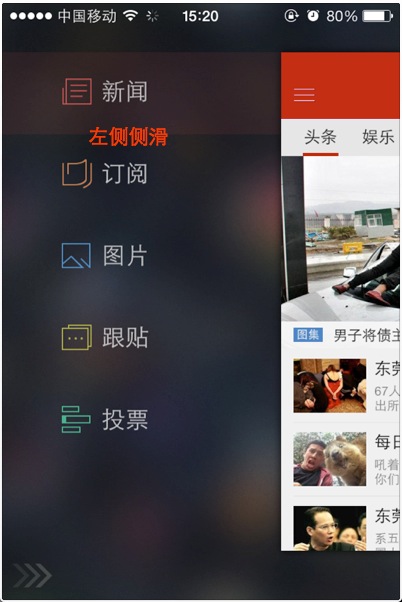 中国移动 15:20 80%
新闻
左侧侧滑
订阅
图片
跟贴
投票
头条 娱乐
图集 男子将债主
东莞
67人
出所
每日
吼着
你们
东莞
系五